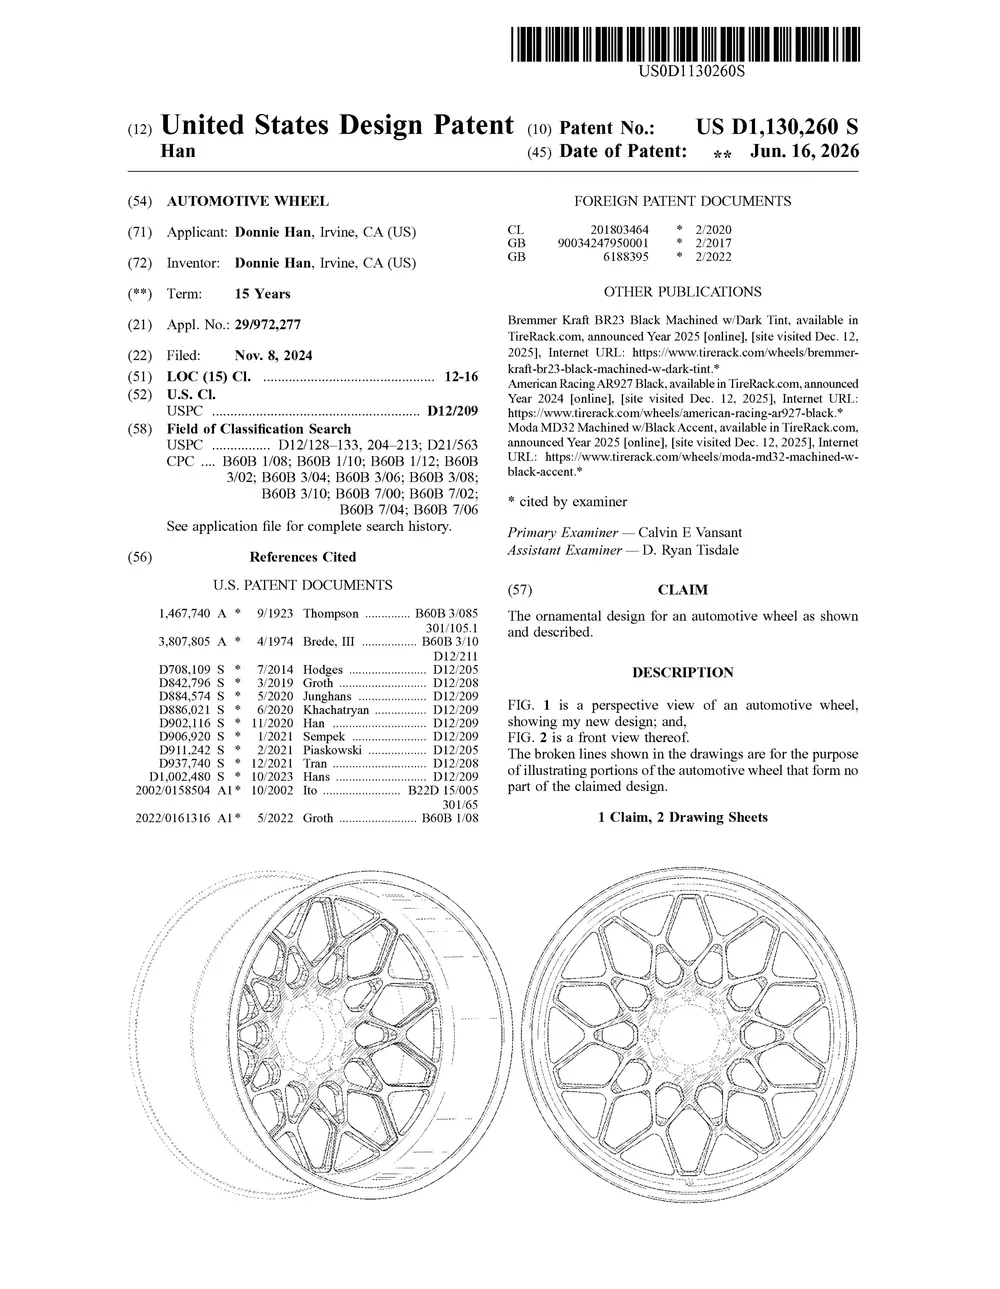 US0D1130260S
(12) United States Design Patent
Han
(10) Patent No.: US D1,130,260 S
(45) Date of Patent: ** Jun. 16, 2026
(54) AUTOMOTIVE WHEEL
(71) Applicant: Donnie Han, Irvine, CA (US)
(72) Inventor: Donnie Han, Irvine, CA (US)
(**) Term: 15 Years
(21) Appl. No.: 29/972,277
(22) Filed: Nov. 8, 2024
(51) LOC (15) Cl. .............................................. 12-16
(52) U.S. Cl.
USPC ........................................................ D12/209
(58) Field of Classification Search
USPC ................ D12/128–133, 204–213; D21/563
CPC .... B60B 1/08; B60B 1/10; B60B 1/12; B60B
3/02; B60B 3/04; B60B 3/06; B60B 3/08;
B60B 3/10; B60B 7/00; B60B 7/02;
B60B 7/04; B60B 7/06
See application file for complete search history.
(56) References Cited
U.S. PATENT DOCUMENTS
1,467,740 A * 9/1923 Thompson .............. B60B 3/085
301/105.1
3,807,805 A * 4/1974 Brede, III ................. B60B 3/10
D12/211
D708,109 S * 7/2014 Hodges ........................ D12/205
D842,796 S * 3/2019 Groth ........................... D12/208
D884,574 S * 5/2020 Junghans ..................... D12/209
D886,021 S * 6/2020 Khachatryan ................ D12/209
D902,116 S * 11/2020 Han ............................. D12/209
D906,920 S * 1/2021 Sempek ....................... D12/209
D911,242 S * 2/2021 Piaskowski .................. D12/205
D937,740 S * 12/2021 Tran ............................. D12/208
D1,002,480 S * 10/2023 Hans ............................ D12/209
2002/0158504 A1* 10/2002 Ito ........................ B22D 15/005
301/65
2022/0161316 A1* 5/2022 Groth ........................ B60B 1/08
FOREIGN PATENT DOCUMENTS
CL 201803464 * 2/2020
GB 90034247950001 * 2/2017
GB 6188395 * 2/2022
OTHER PUBLICATIONS
Bremmer Kraft BR23 Black Machined w/Dark Tint, available in
TireRack.com, announced Year 2025 [online], [site visited Dec. 12,
2025], Internet URL: https://www.tirerack.com/wheels/bremmer-
kraft-br23-black-machined-w-dark-tint.*
American Racing AR927 Black, available in TireRack.com, announced
Year 2024 [online], [site visited Dec. 12, 2025], Internet URL:
https://www.tirerack.com/wheels/american-racing-ar927-black.*
Moda MD32 Machined w/Black Accent, available in TireRack.com,
announced Year 2025 [online], [site visited Dec. 12, 2025], Internet
URL: https://www.tirerack.com/wheels/moda-md32-machined-w-
black-accent.*
* cited by examiner
Primary Examiner — Calvin E Vansant
Assistant Examiner — D. Ryan Tisdale
(57) CLAIM
The ornamental design for an automotive wheel as shown
and described.
DESCRIPTION
FIG. 1 is a perspective view of an automotive wheel,
showing my new design; and,
FIG. 2 is a front view thereof.
The broken lines shown in the drawings are for the purpose
of illustrating portions of the automotive wheel that form no
part of the claimed design.
1 Claim, 2 Drawing Sheets